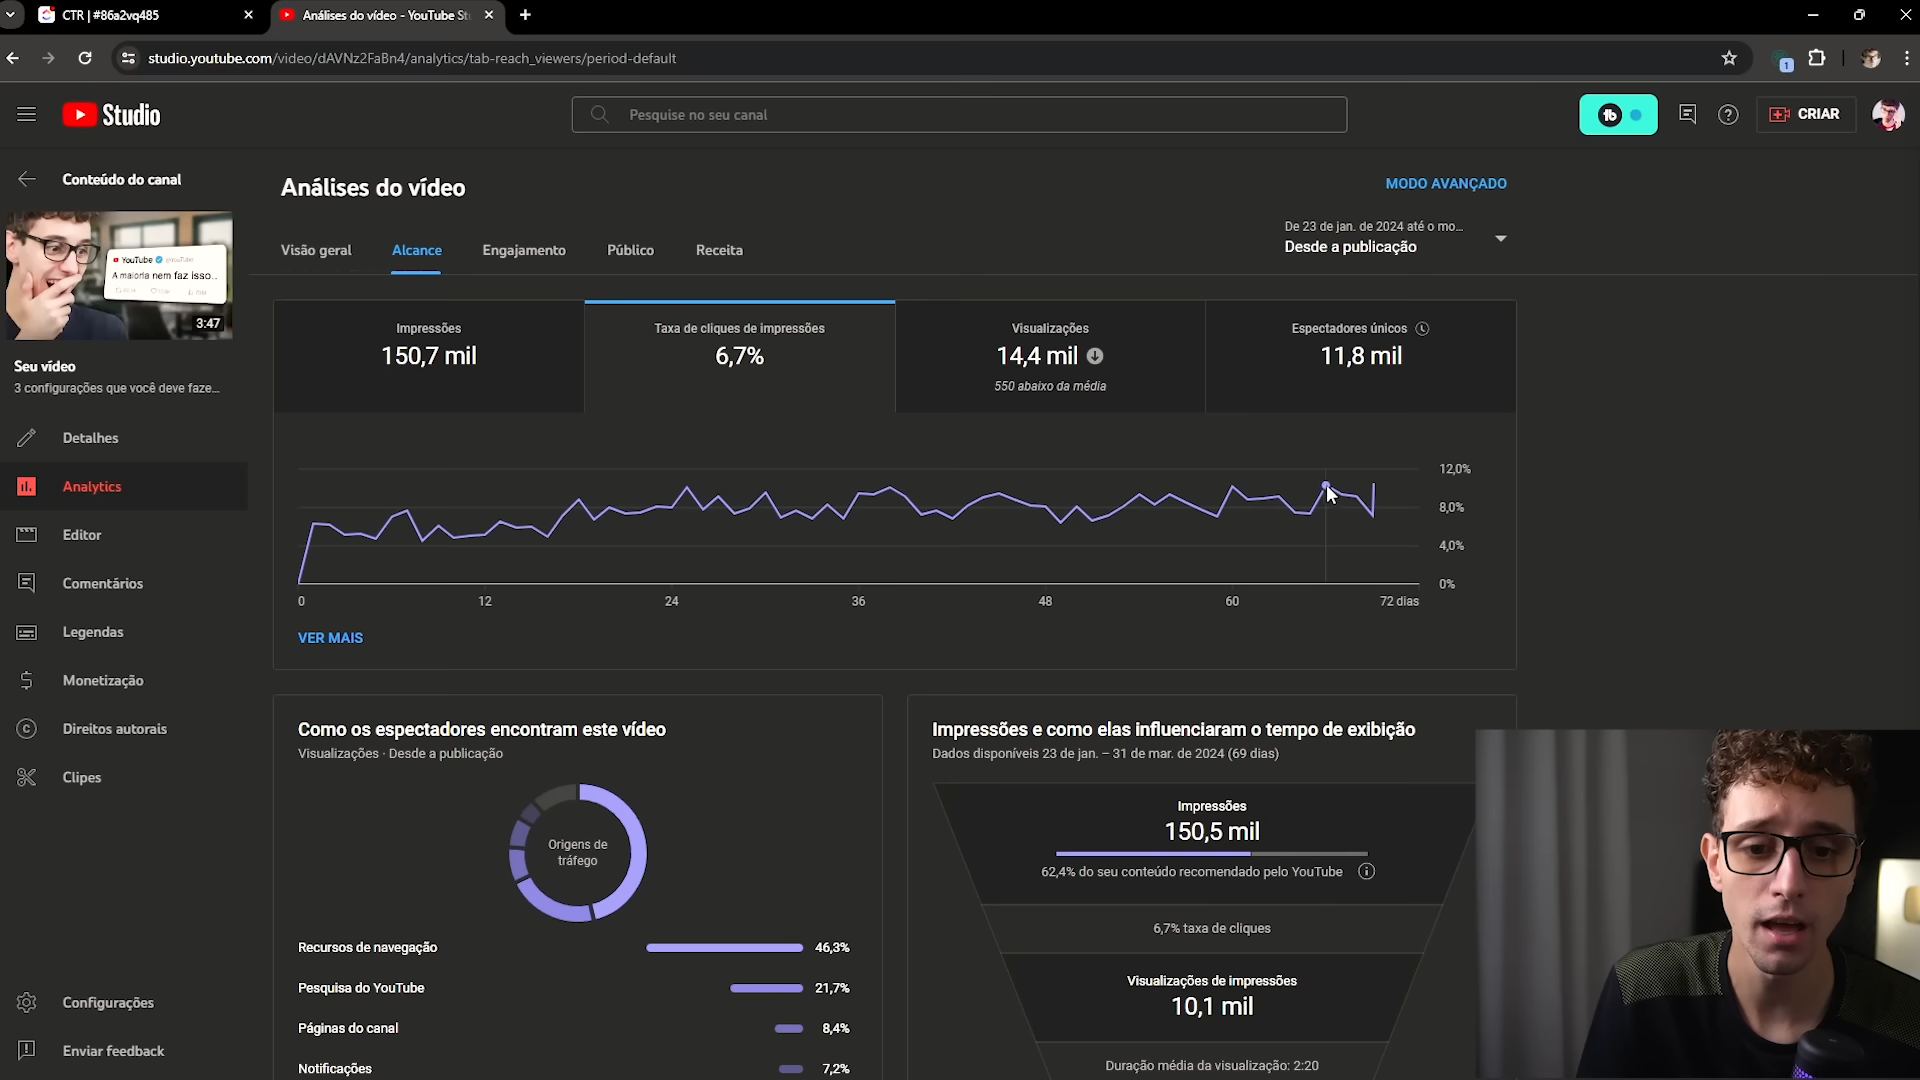 CTR | #86a2vq485
Análises do vídeo - YouTube St
studio.youtube.com/video/dAVNz2FaBn4/analytics/tab-reach_viewers/period-default
1
Studio
Pesquise no seu canal
CRIAR
Conteúdo do canal
YouTube
A maioria nem faz isso..
3:47
Seu vídeo
3 configurações que você deve faze...
Detalhes
Analytics
Editor
Comentários
Legendas
Monetização
Direitos autorais
Clipes
Configurações
Enviar feedback
Análises do vídeo
MODO AVANÇADO
De 23 de jan. de 2024 até o mo...
Desde a publicação
Visão geral
Alcance
Engajamento
Público
Receita
Impressões
150,7 mil
Taxa de cliques de impressões
6,7%
Visualizações
14,4 mil
550 abaixo da média
Espectadores únicos
11,8 mil
12,0%
8,0%
4,0%
0%
0 12 24 36 48 60 72 dias
VER MAIS
Como os espectadores encontram este vídeo
Visualizações · Desde a publicação
Origens de
tráfego
Recursos de navegação 46,3%
Pesquisa do YouTube 21,7%
Páginas do canal 8,4%
Notificações 7,2%
Impressões e como elas influenciaram o tempo de exibição
Dados disponíveis 23 de jan. – 31 de mar. de 2024 (69 dias)
Impressões
150,5 mil
62,4% do seu conteúdo recomendado pelo YouTube
6,7% taxa de cliques
Visualizações de impressões
10,1 mil
Duração média da visualização: 2:20